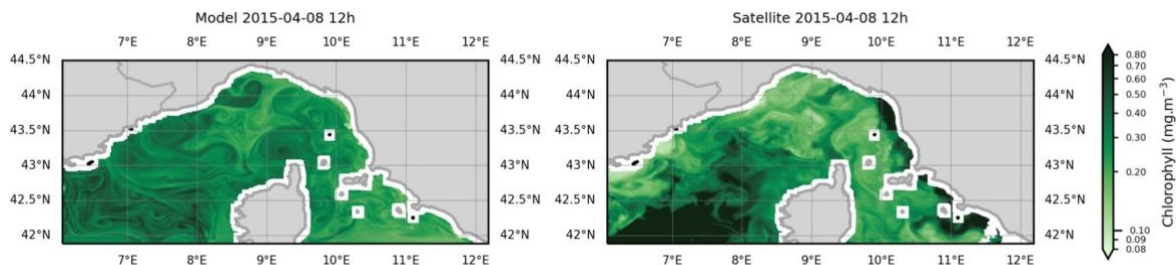 Model 2015-04-08 12h
Satellite 2015-04-08 12h
7°E 8°E 9°E 10°E 11°E 12°E
7°E 8°E 9°E 10°E 11°E 12°E
44.5°N 44.5°N 44.5°N 44.5°N
44°N 44°N 44°N 44°N
43.5°N 43.5°N 43.5°N 43.5°N
43°N 43°N 43°N 43°N
42.5°N 42.5°N 42.5°N 42.5°N
42°N 42°N 42°N 42°N
7°E 8°E 9°E 10°E 11°E 12°E
7°E 8°E 9°E 10°E 11°E 12°E
0.80
0.70
0.60
0.50
0.40
0.30
0.20
0.10
0.09
0.08
Chlorophyll (mg.m⁻³)